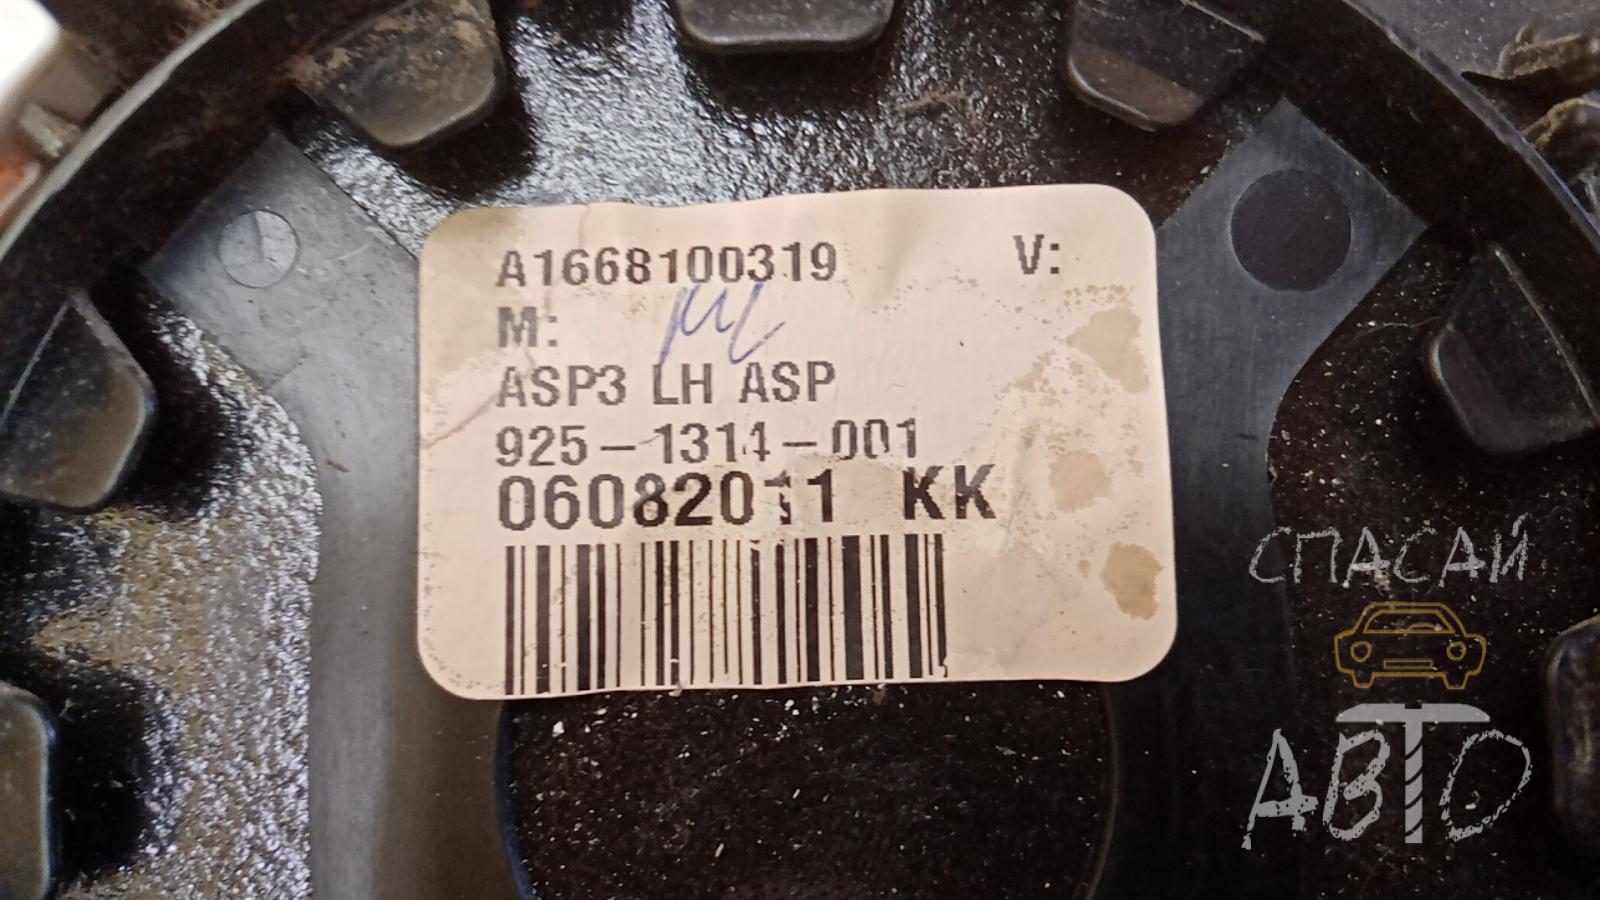 A1668100319 V:
M:
ASP3 LH ASP
925-1314-001
06082011 KK
СПАСАЙ
АВТО